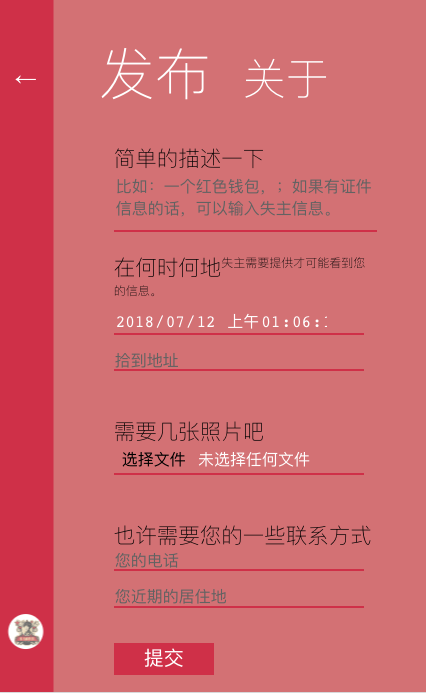 ←
发布 关于
简单的描述一下
比如：一个红色钱包，；如果有证件
信息的话，可以输入失主信息。
在何时何地失主需要提供才可能看到您
的信息。
2018/07/12 上午01:06:
拾到地址
需要几张照片吧
选择文件 未选择任何文件
也许需要您的一些联系方式
您的电话
您近期的居住地
提交